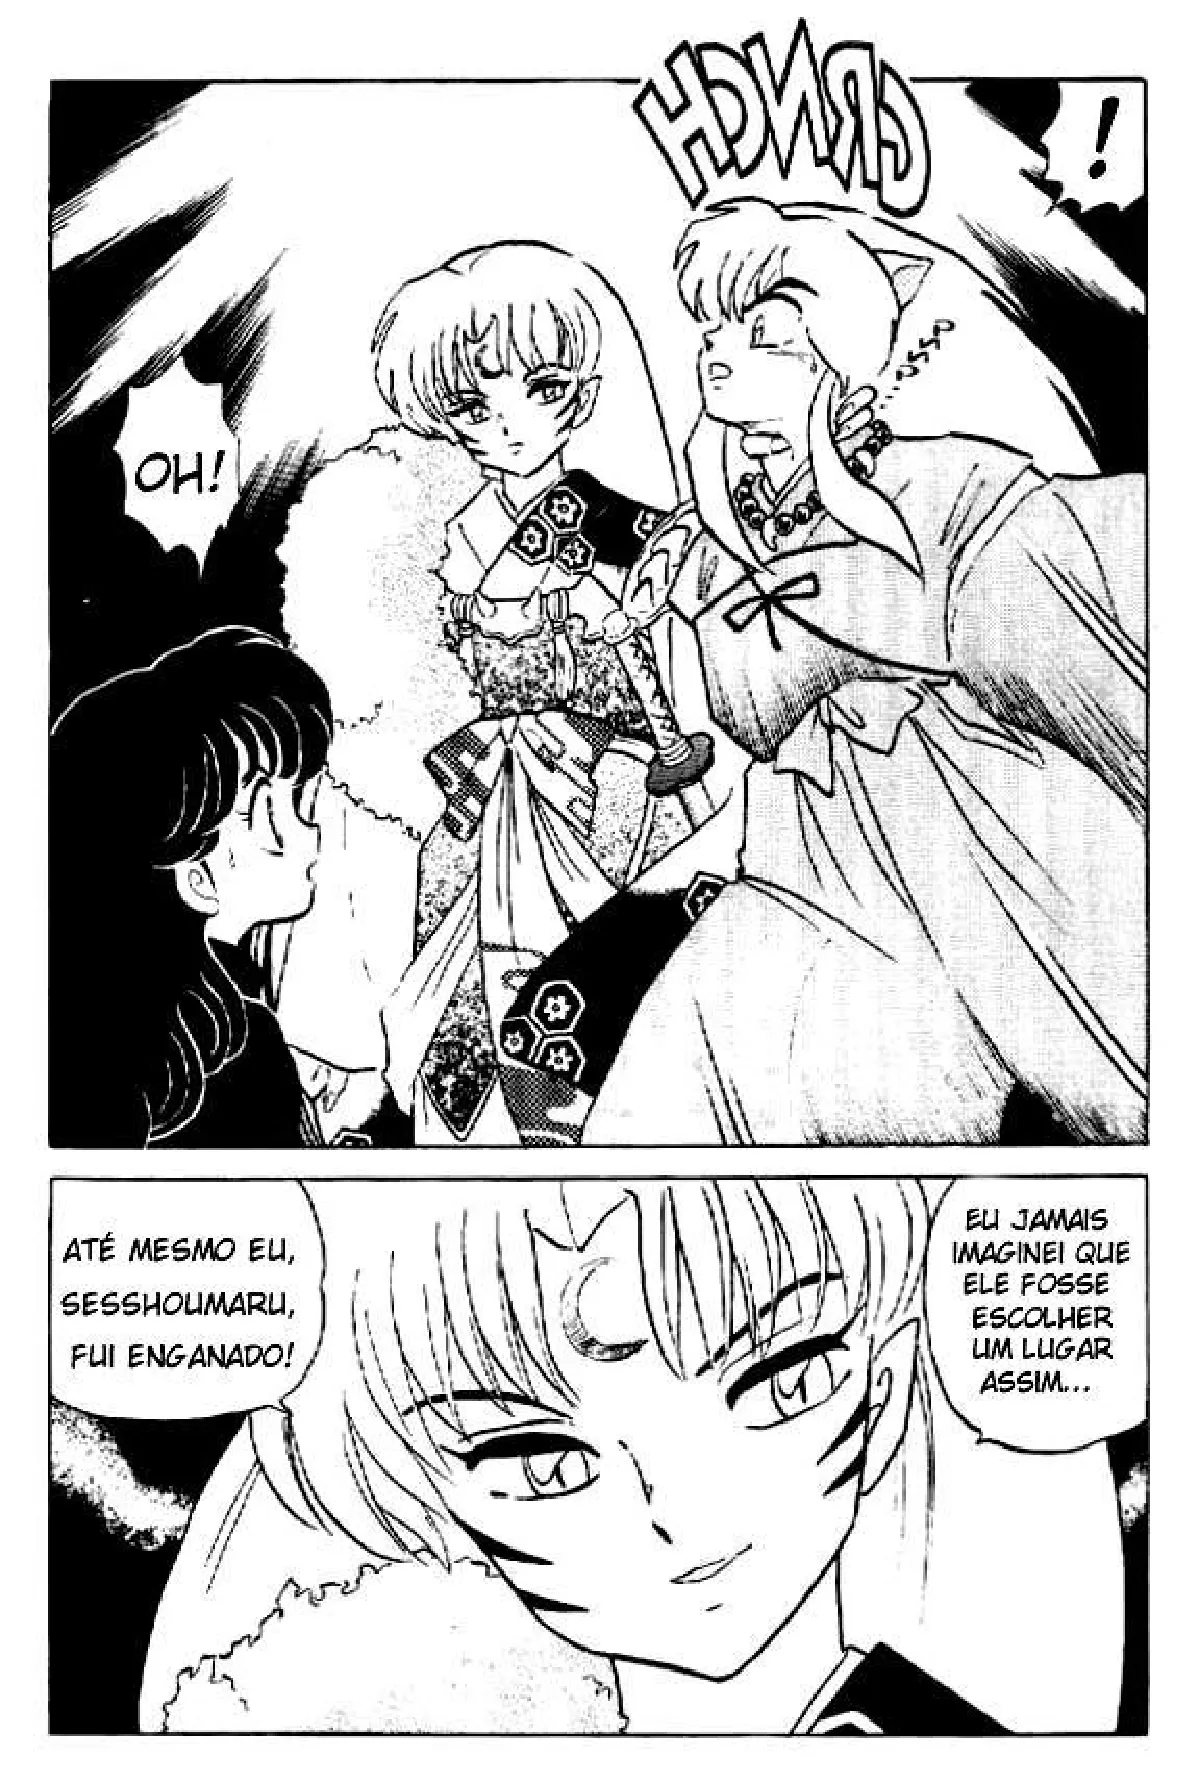 !
GRNCH
OH!
EU JAMAIS
IMAGINEI QUE
ELE FOSSE
ESCOLHER
UM LUGAR
ASSIM...
ATÉ MESMO EU,
SESSHOUMARU,
FUI ENGANADO!